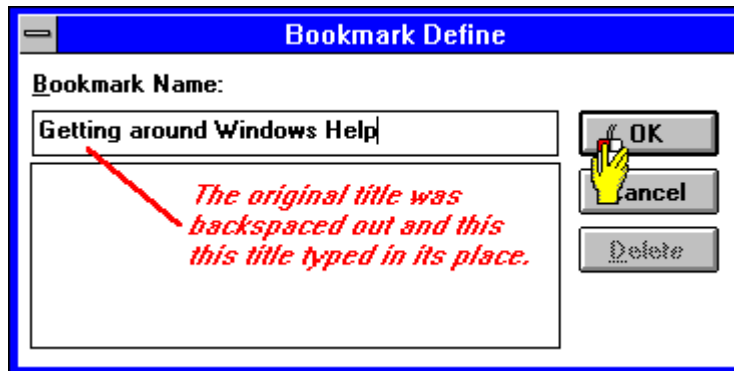 Bookmark Define
Bookmark Name:
Getting around Windows Help
OK
The original title was
backspaced out and this
this title typed in its place.
Cancel
Delete